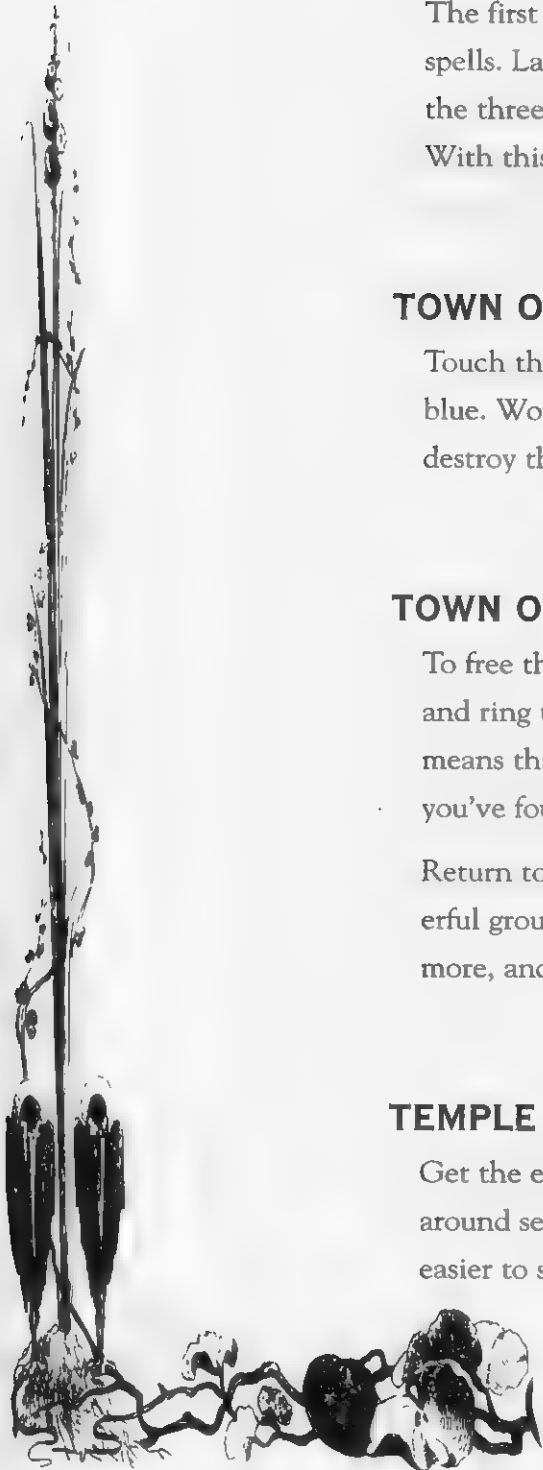 The first
spells. La
the three
With this
TOWN O
Touch th
blue. Wo
destroy th
TOWN O
To free th
and ring
means th
you've fo
Return to
erful grou
more, and
TEMPLE
Get the e
around se
easier to s